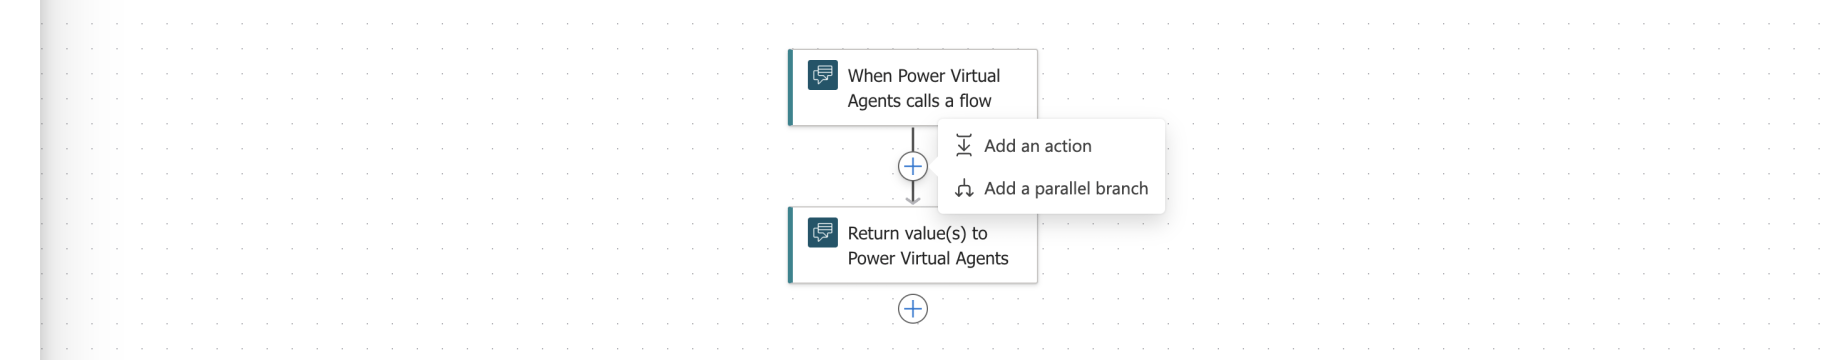 When Power Virtual
Agents calls a flow
Add an action
Add a parallel branch
Return value(s) to
Power Virtual Agents